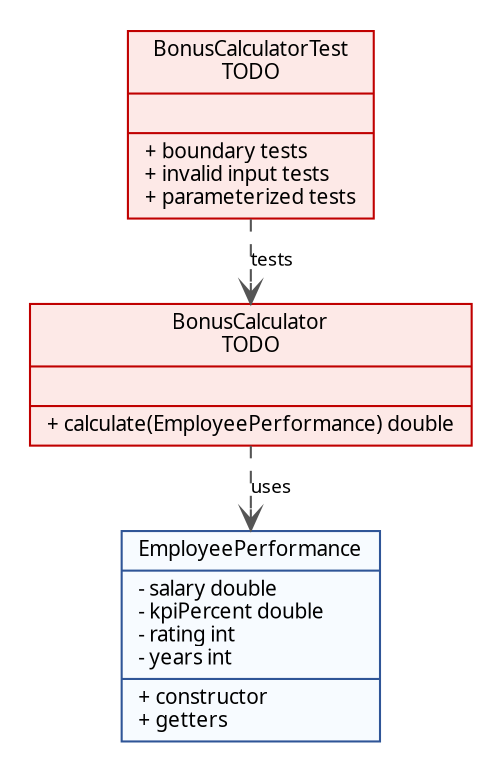 BonusCalculatorTest
TODO
+ boundary tests
+ invalid input tests
+ parameterized tests
tests
BonusCalculator
TODO
+ calculate(EmployeePerformance) double
uses
EmployeePerformance
- salary double
- kpiPercent double
- rating int
- years int
+ constructor
+ getters